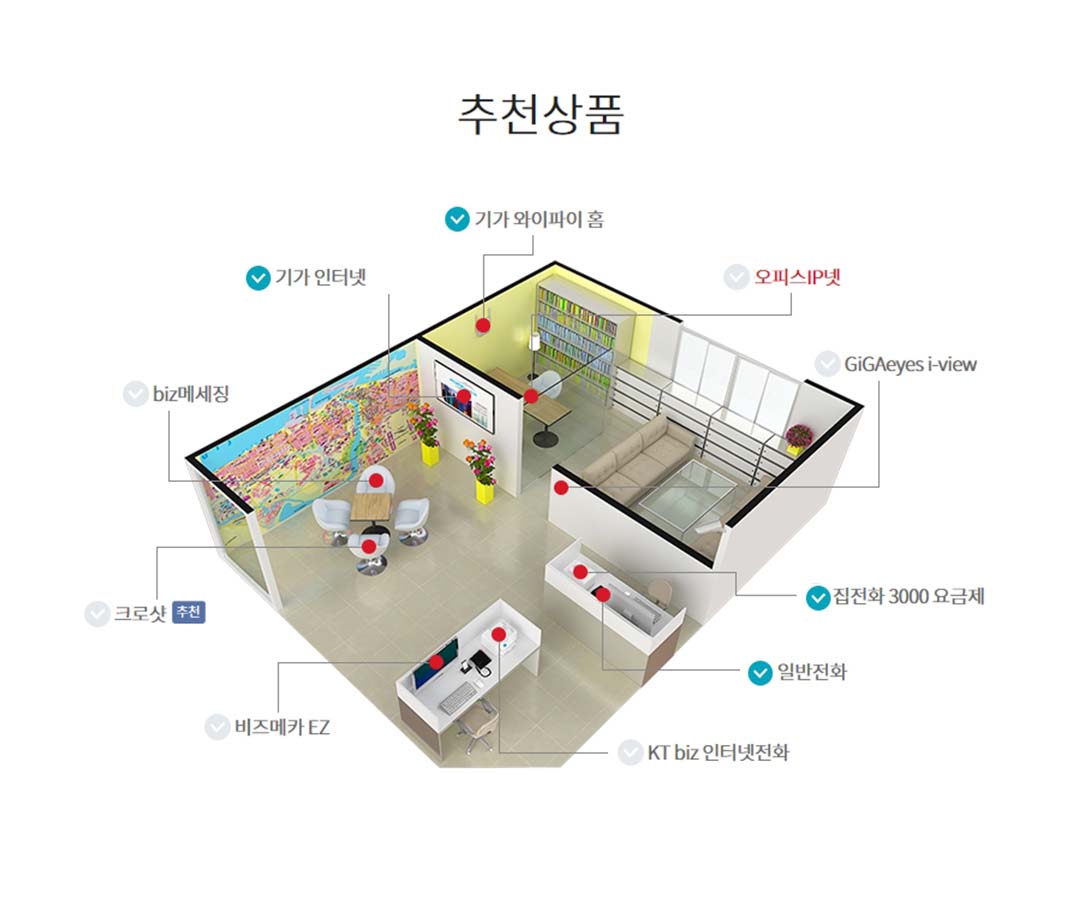 추천상품
기가 와이파이 홈
기가 인터넷
오피스IP넷
GiGAeyes i-view
biz메세징
집전화 3000 요금제
크로샷 추천
일반전화
비즈메카 EZ
KT biz 인터넷전화